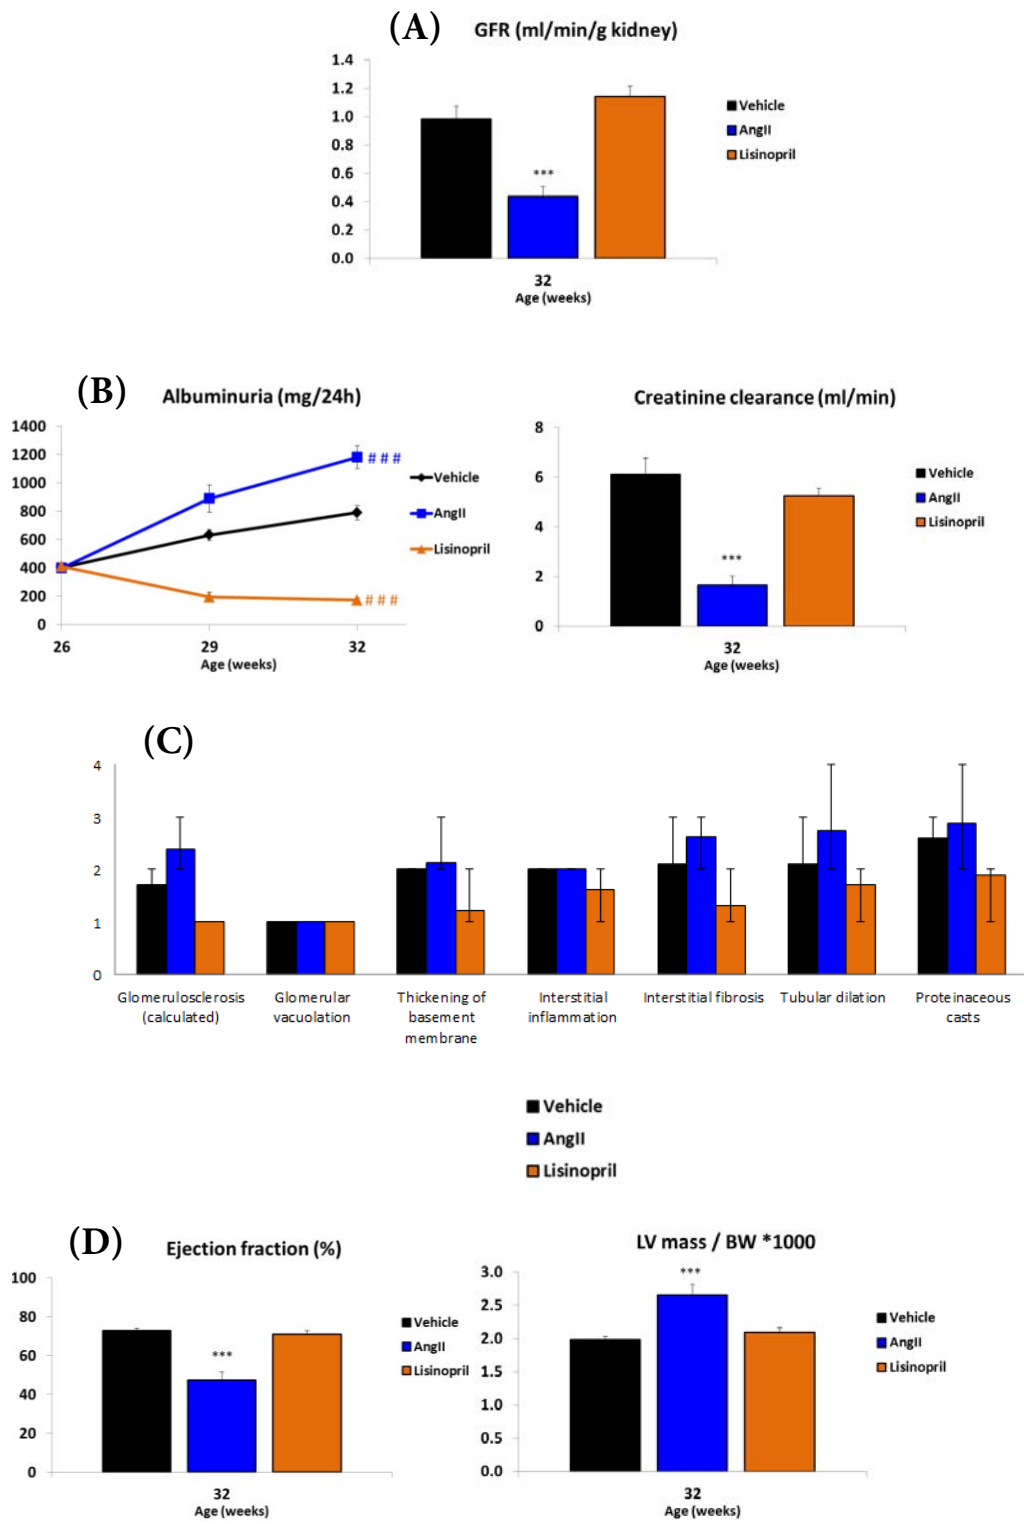 (A)
GFR (ml/min/g kidney)
1.4
1.2
1.0
0.8
0.6
0.4
0.2
0.0
***
32
Age (weeks)
Vehicle
AngII
Lisinopril
(B)
Albuminuria (mg/24h)
1400
1200
1000
800
600
400
200
0
# # #
# # #
26
29
32
Age (weeks)
Vehicle
AngII
Lisinopril
Creatinine clearance (ml/min)
8
6
4
2
0
***
32
Age (weeks)
Vehicle
AngII
Lisinopril
(C)
4
3
2
1
0
Glomerulosclerosis
(calculated)
Glomerular
vacuolation
Thickening of
basement
membrane
Interstitial
inflammation
Interstitial fibrosis
Tubular dilation
Proteinaceous
casts
Vehicle
AngII
Lisinopril
(D)
Ejection fraction (%)
100
80
60
40
20
0
***
32
Age (weeks)
Vehicle
AngII
Lisinopril
LV mass / BW *1000
3.0
2.5
2.0
1.5
1.0
0.5
0.0
***
32
Age (weeks)
Vehicle
AngII
Lisinopril